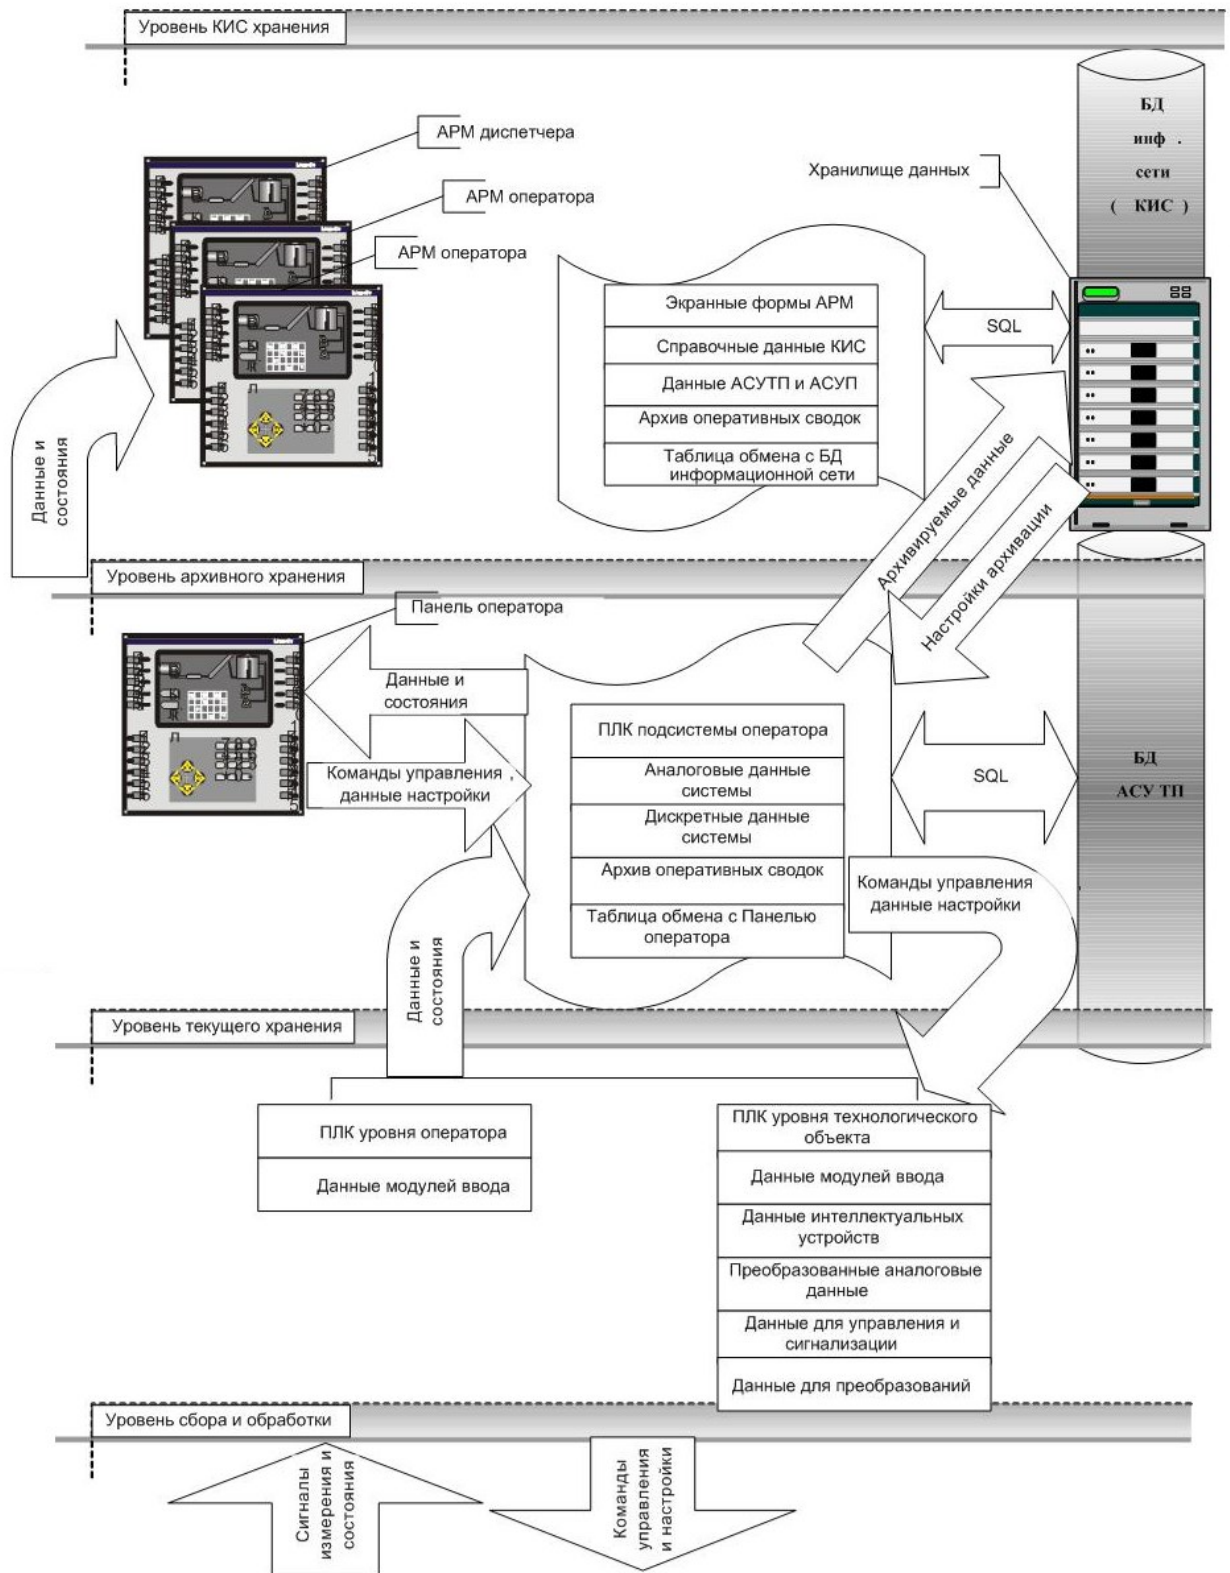 Уровень КИС хранения
АРМ диспетчера
АРМ оператора
АРМ оператора
Хранилище данных
БД
инф .
сети
( КИС )
Экранные формы АРМ
Справочные данные КИС
Данные АСУТП и АСУП
Архив оперативных сводок
Таблица обмена с БД
информационной сети
SQL
Данные и
состояния
Архивируемые данные
Настройки архивации
Уровень архивного хранения
Панель оператора
Данные и
состояния
Команды управления ,
данные настройки
ПЛК подсистемы оператора
Аналоговые данные
системы
Дискретные данные
системы
Архив оперативных сводок
Таблица обмена с Панелью
оператора
SQL
БД
АСУ ТП
Команды управления
данные настройки
Данные и
состояния
Уровень текущего хранения
ПЛК уровня оператора
Данные модулей ввода
ПЛК уровня технологического
объекта
Данные модулей ввода
Данные интеллектуальных
устройств
Преобразованные аналоговые
данные
Данные для управления и
сигнализации
Данные для преобразований
Уровень сбора и обработки
Сигналы
измерения и
состояния
Команды
управления
и настройки